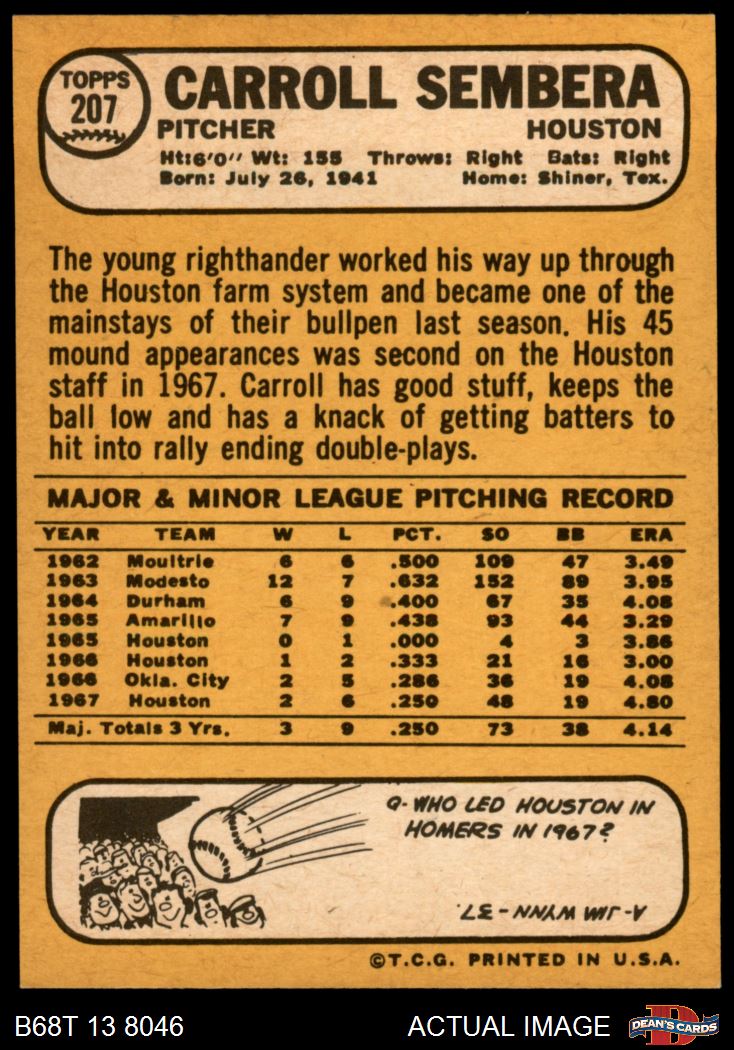 TOPPS
207
CARROLL SEMBERA
PITCHER HOUSTON
Ht:6'0" Wt: 155 Throws: Right Bats: Right
Born: July 26, 1941 Home: Shiner, Tex.
The young righthander worked his way up through
the Houston farm system and became one of the
mainstays of their bullpen last season. His 45
mound appearances was second on the Houston
staff in 1967. Carroll has good stuff, keeps the
ball low and has a knack of getting batters to
hit into rally ending double-plays.
MAJOR & MINOR LEAGUE PITCHING RECORD
YEAR TEAM W L PCT. SO BB ERA
1962 Moultrie 6 6 .500 109 47 3.49
1963 Modesto 12 7 .632 152 89 3.95
1964 Durham 6 9 .400 67 35 4.08
1965 Amarillo 7 9 .438 93 44 3.29
1965 Houston 0 1 .000 4 3 3.86
1966 Houston 1 2 .333 21 16 3.00
1966 Okla. City 2 5 .286 36 19 4.08
1967 Houston 2 6 .250 48 19 4.80
Maj. Totals 3 Yrs. 3 9 .250 73 38 4.14
Q-WHO LED HOUSTON IN
HOMERS IN 1967?
A-JIM WYNN-37.
©T.C.G. PRINTED IN U.S.A.
B68T 13 8046 ACTUAL IMAGE DEAN'S CARDS